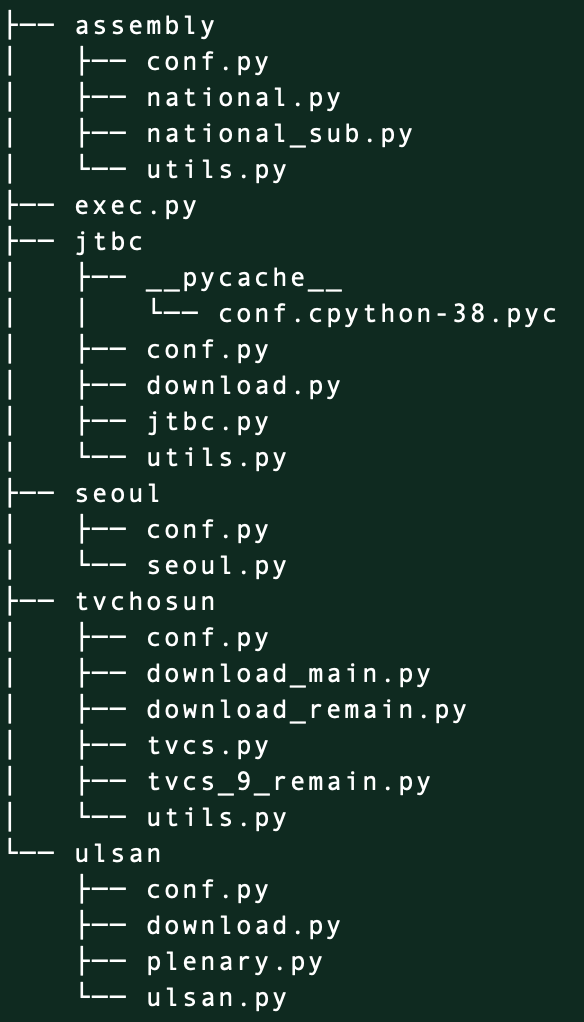 ├── assembly
│   ├── conf.py
│   ├── national.py
│   ├── national_sub.py
│   └── utils.py
├── exec.py
├── jtbc
│   ├── __pycache__
│   │   └── conf.cpython-38.pyc
│   ├── conf.py
│   ├── download.py
│   ├── jtbc.py
│   └── utils.py
├── seoul
│   ├── conf.py
│   └── seoul.py
├── tvchosun
│   ├── conf.py
│   ├── download_main.py
│   ├── download_remain.py
│   ├── tvcs.py
│   ├── tvcs_9_remain.py
│   └── utils.py
└── ulsan
    ├── conf.py
    ├── download.py
    ├── plenary.py
    └── ulsan.py